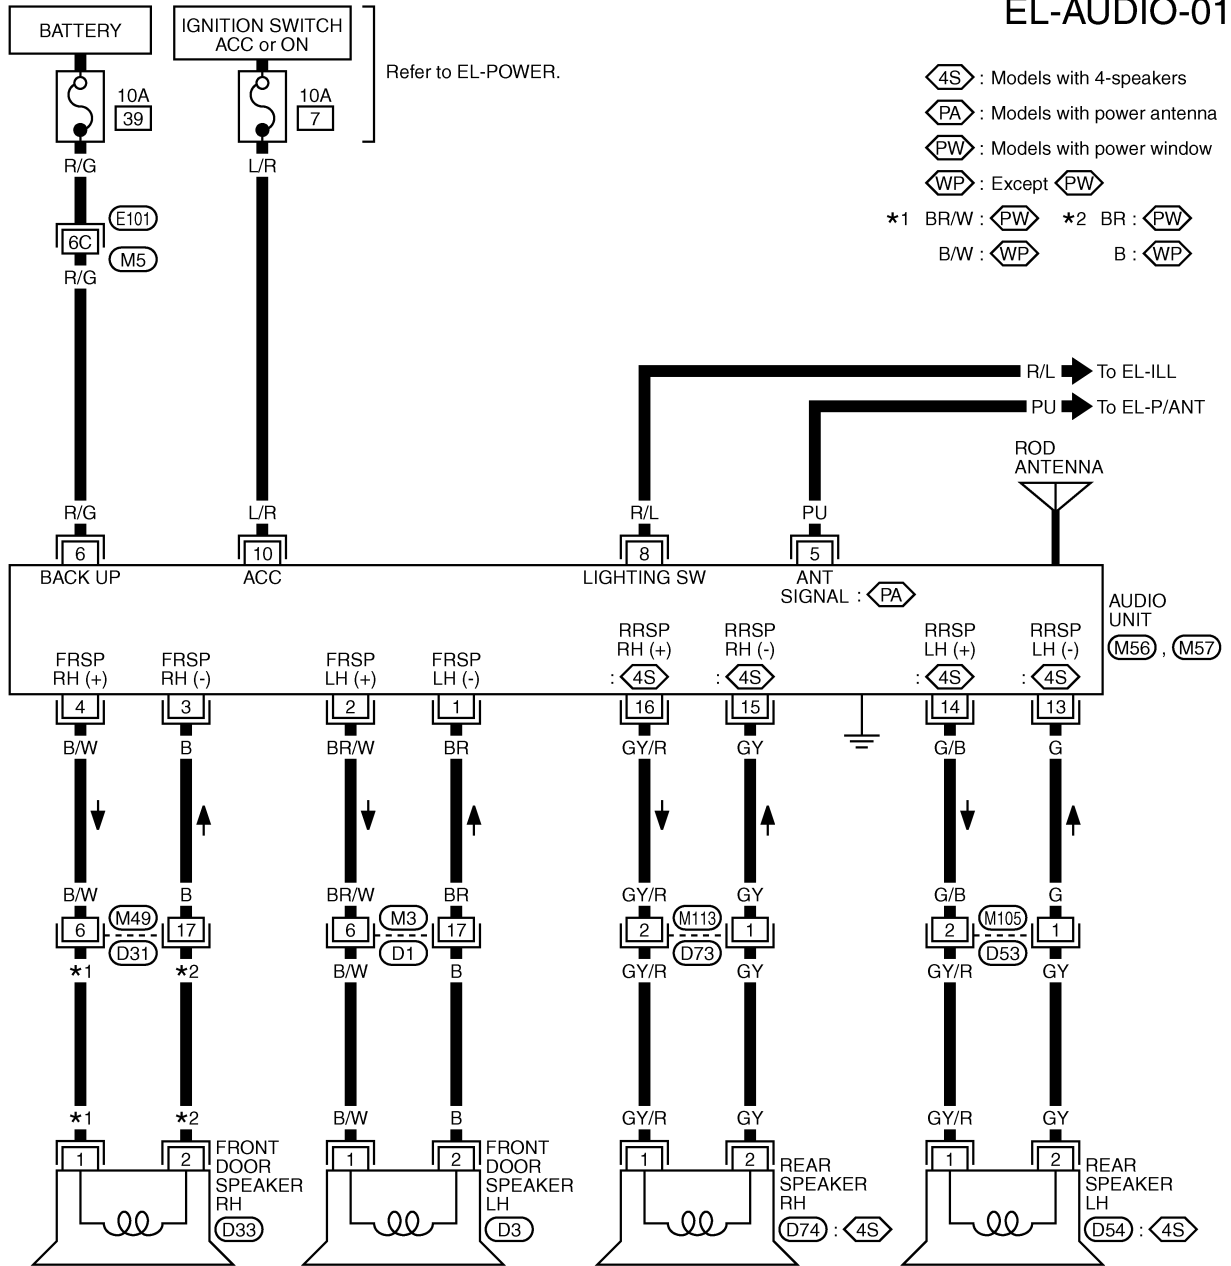 EL-AUDIO-01
BATTERY
IGNITION SWITCH
ACC or ON
Refer to EL-POWER.
10A
39
10A
7
4S : Models with 4-speakers
PA : Models with power antenna
PW : Models with power window
WP : Except PW
*1 BR/W : PW *2 BR : PW
B/W : WP B : WP
R/G L/R
E101
6C
M5
R/G
R/L To EL-ILL
PU To EL-P/ANT
ROD
ANTENNA
R/G L/R R/L PU
6 10 8 5
BACK UP ACC LIGHTING SW ANT
SIGNAL : PA
AUDIO
UNIT
M56 , M57
FRSP
RH (+)
FRSP
RH (-)
FRSP
LH (+)
FRSP
LH (-)
RRSP
RH (+)
: 4S
RRSP
RH (-)
: 4S
RRSP
LH (+)
: 4S
RRSP
LH (-)
: 4S
4 3 2 1 16 15 14 13
B/W B BR/W BR GY/R GY G/B G
B/W B BR/W BR GY/R GY G/B G
M49 M3 M113 M105
6 17 6 17 2 1 2 1
D31 D1 D73 D53
*1 *2 B/W B GY/R GY GY/R GY
*1 *2 B/W B GY/R GY GY/R GY
1 2 1 2 1 2 1 2
FRONT
DOOR
SPEAKER
RH
D33
FRONT
DOOR
SPEAKER
LH
D3
REAR
SPEAKER
RH
D74 : 4S
REAR
SPEAKER
LH
D54 : 4S